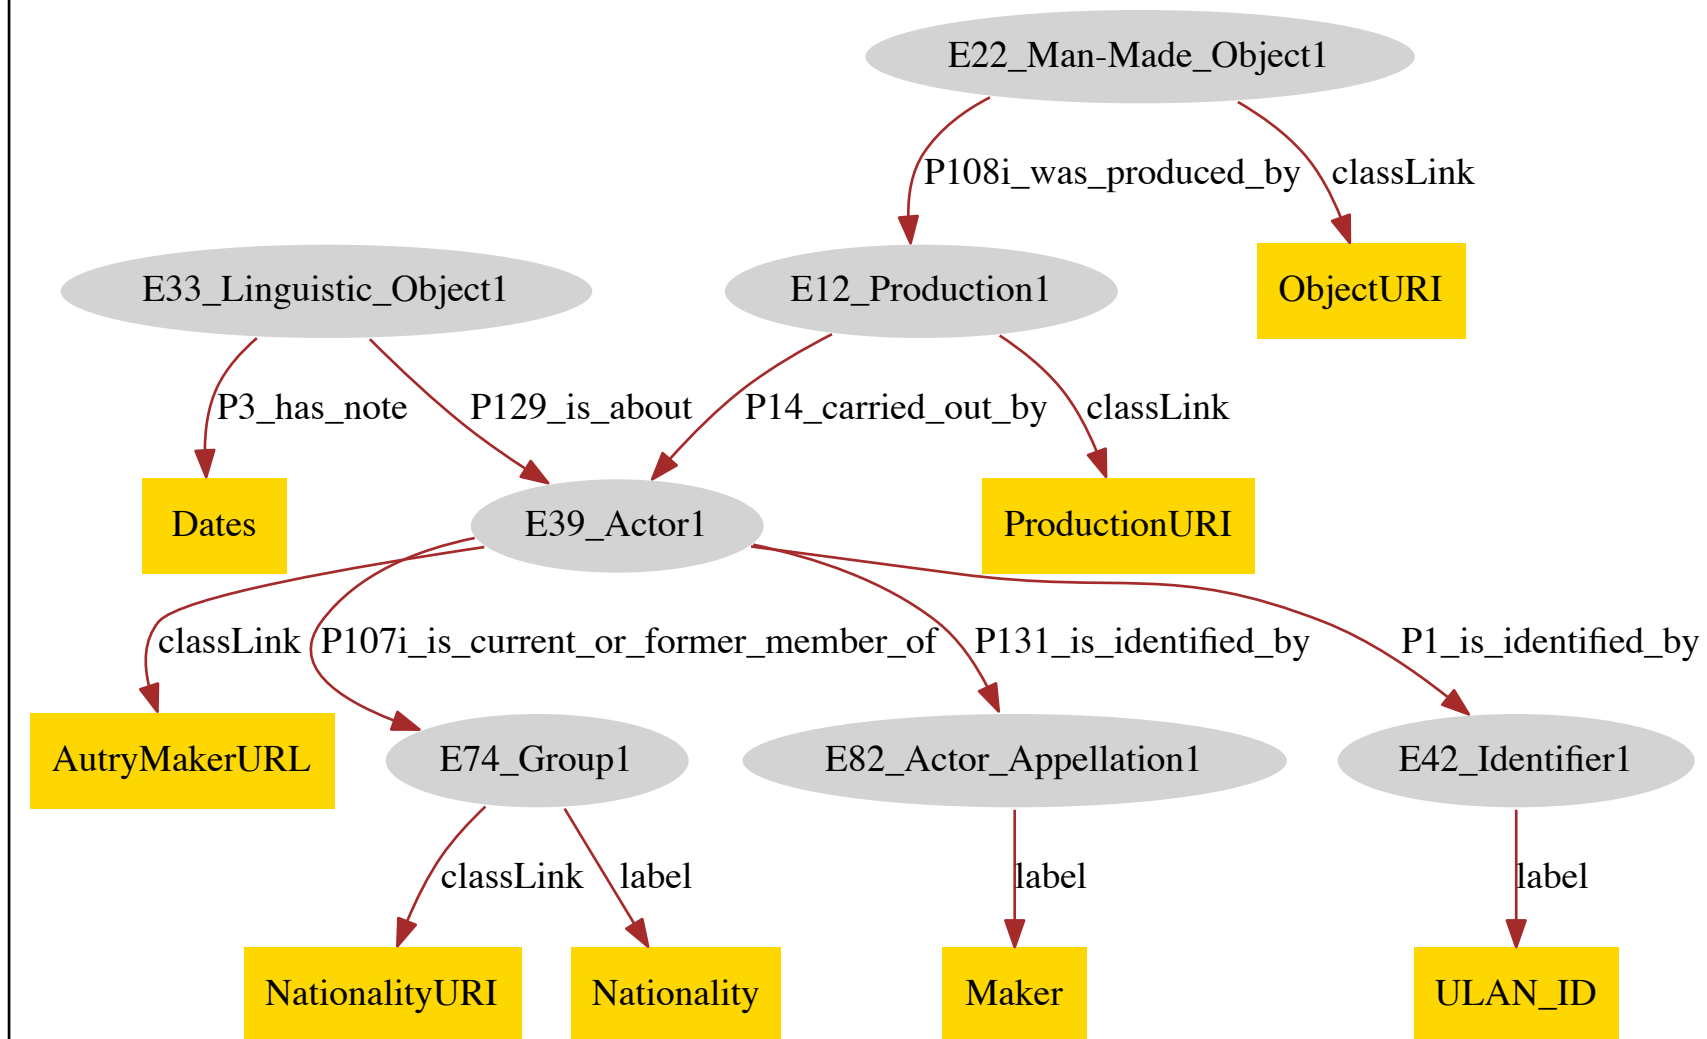 E22_Man-Made_Object1
P108i_was_produced_by
classLink
E33_Linguistic_Object1
E12_Production1
ObjectURI
P3_has_note
P129_is_about
P14_carried_out_by
classLink
Dates
E39_Actor1
ProductionURI
classLink
P107i_is_current_or_former_member_of
P131_is_identified_by
P1_is_identified_by
AutryMakerURL
E74_Group1
E82_Actor_Appellation1
E42_Identifier1
classLink
label
label
label
NationalityURI
Nationality
Maker
ULAN_ID